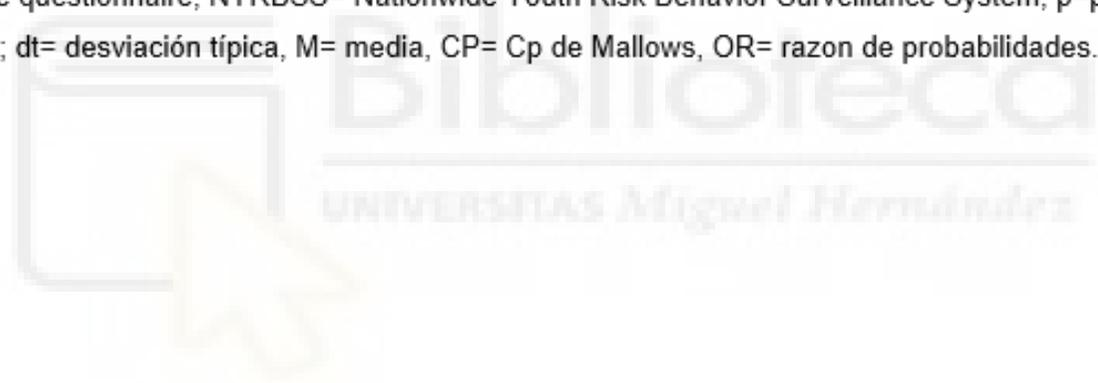 questionnaire, NYRBSS= Nationwide Youth Risk Behavior Surveillance System, p=
; dt= desviación típica, M= media, CP= Cp de Mallows, OR= razon de probabilidades.
Biblioteca
UNIVERSITAS Miguel Hernández